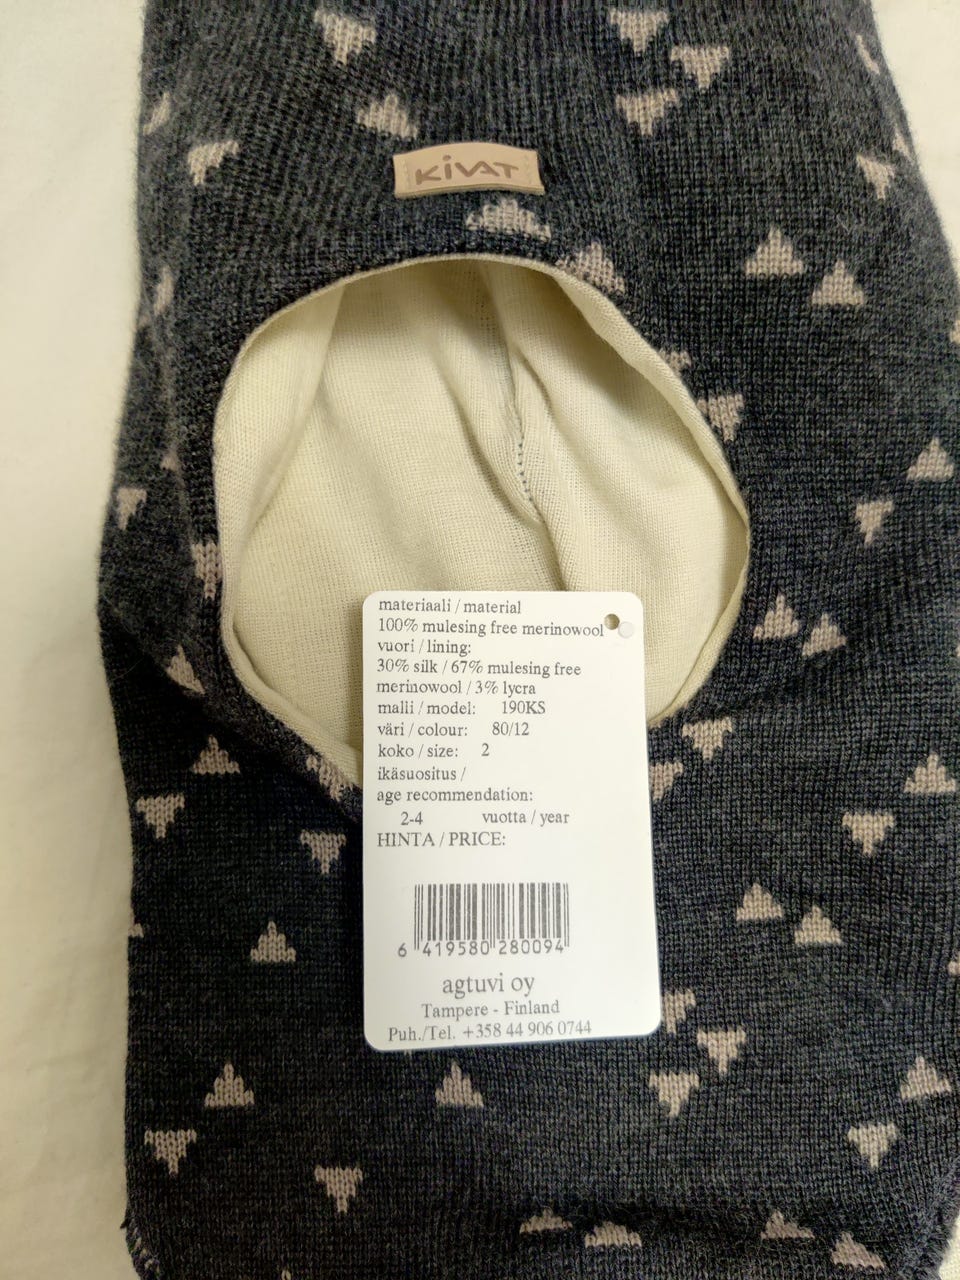 KiVAT
materiaali / material
100% mulesing free merinowool
vuori / lining:
30% silk / 67% mulesing free
merinowool / 3% lycra
malli / model: 190KS
väri / colour: 80/12
koko / size: 2
ikäsuositus /
age recommendation:
2-4 vuotta / year
HINTA / PRICE:
6 419580 280094
agtuvi oy
Tampere - Finland
Puh./Tel. +358 44 906 0744